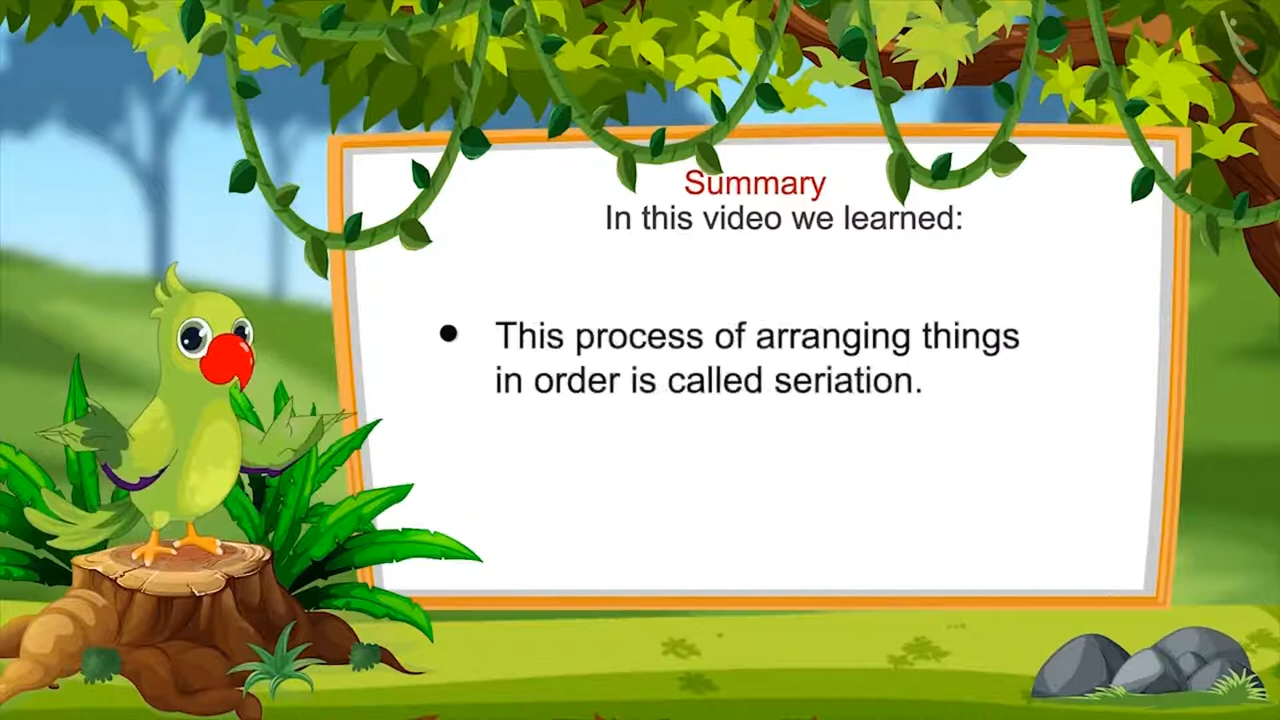 Summary
In this video we learned:
● This process of arranging things
in order is called seriation.